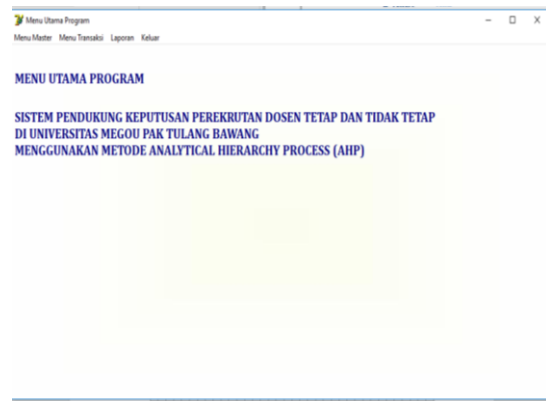 Menu Utama Program
Menu Master Menu Transaksi Laporan Keluar
MENU UTAMA PROGRAM
SISTEM PENDUKUNG KEPUTUSAN PEREKRUTAN DOSEN TETAP DAN TIDAK TETAP
DI UNIVERSITAS MEGOU PAK TULANG BAWANG
MENGGUNAKAN METODE ANALYTICAL HIERARCHY PROCESS (AHP)